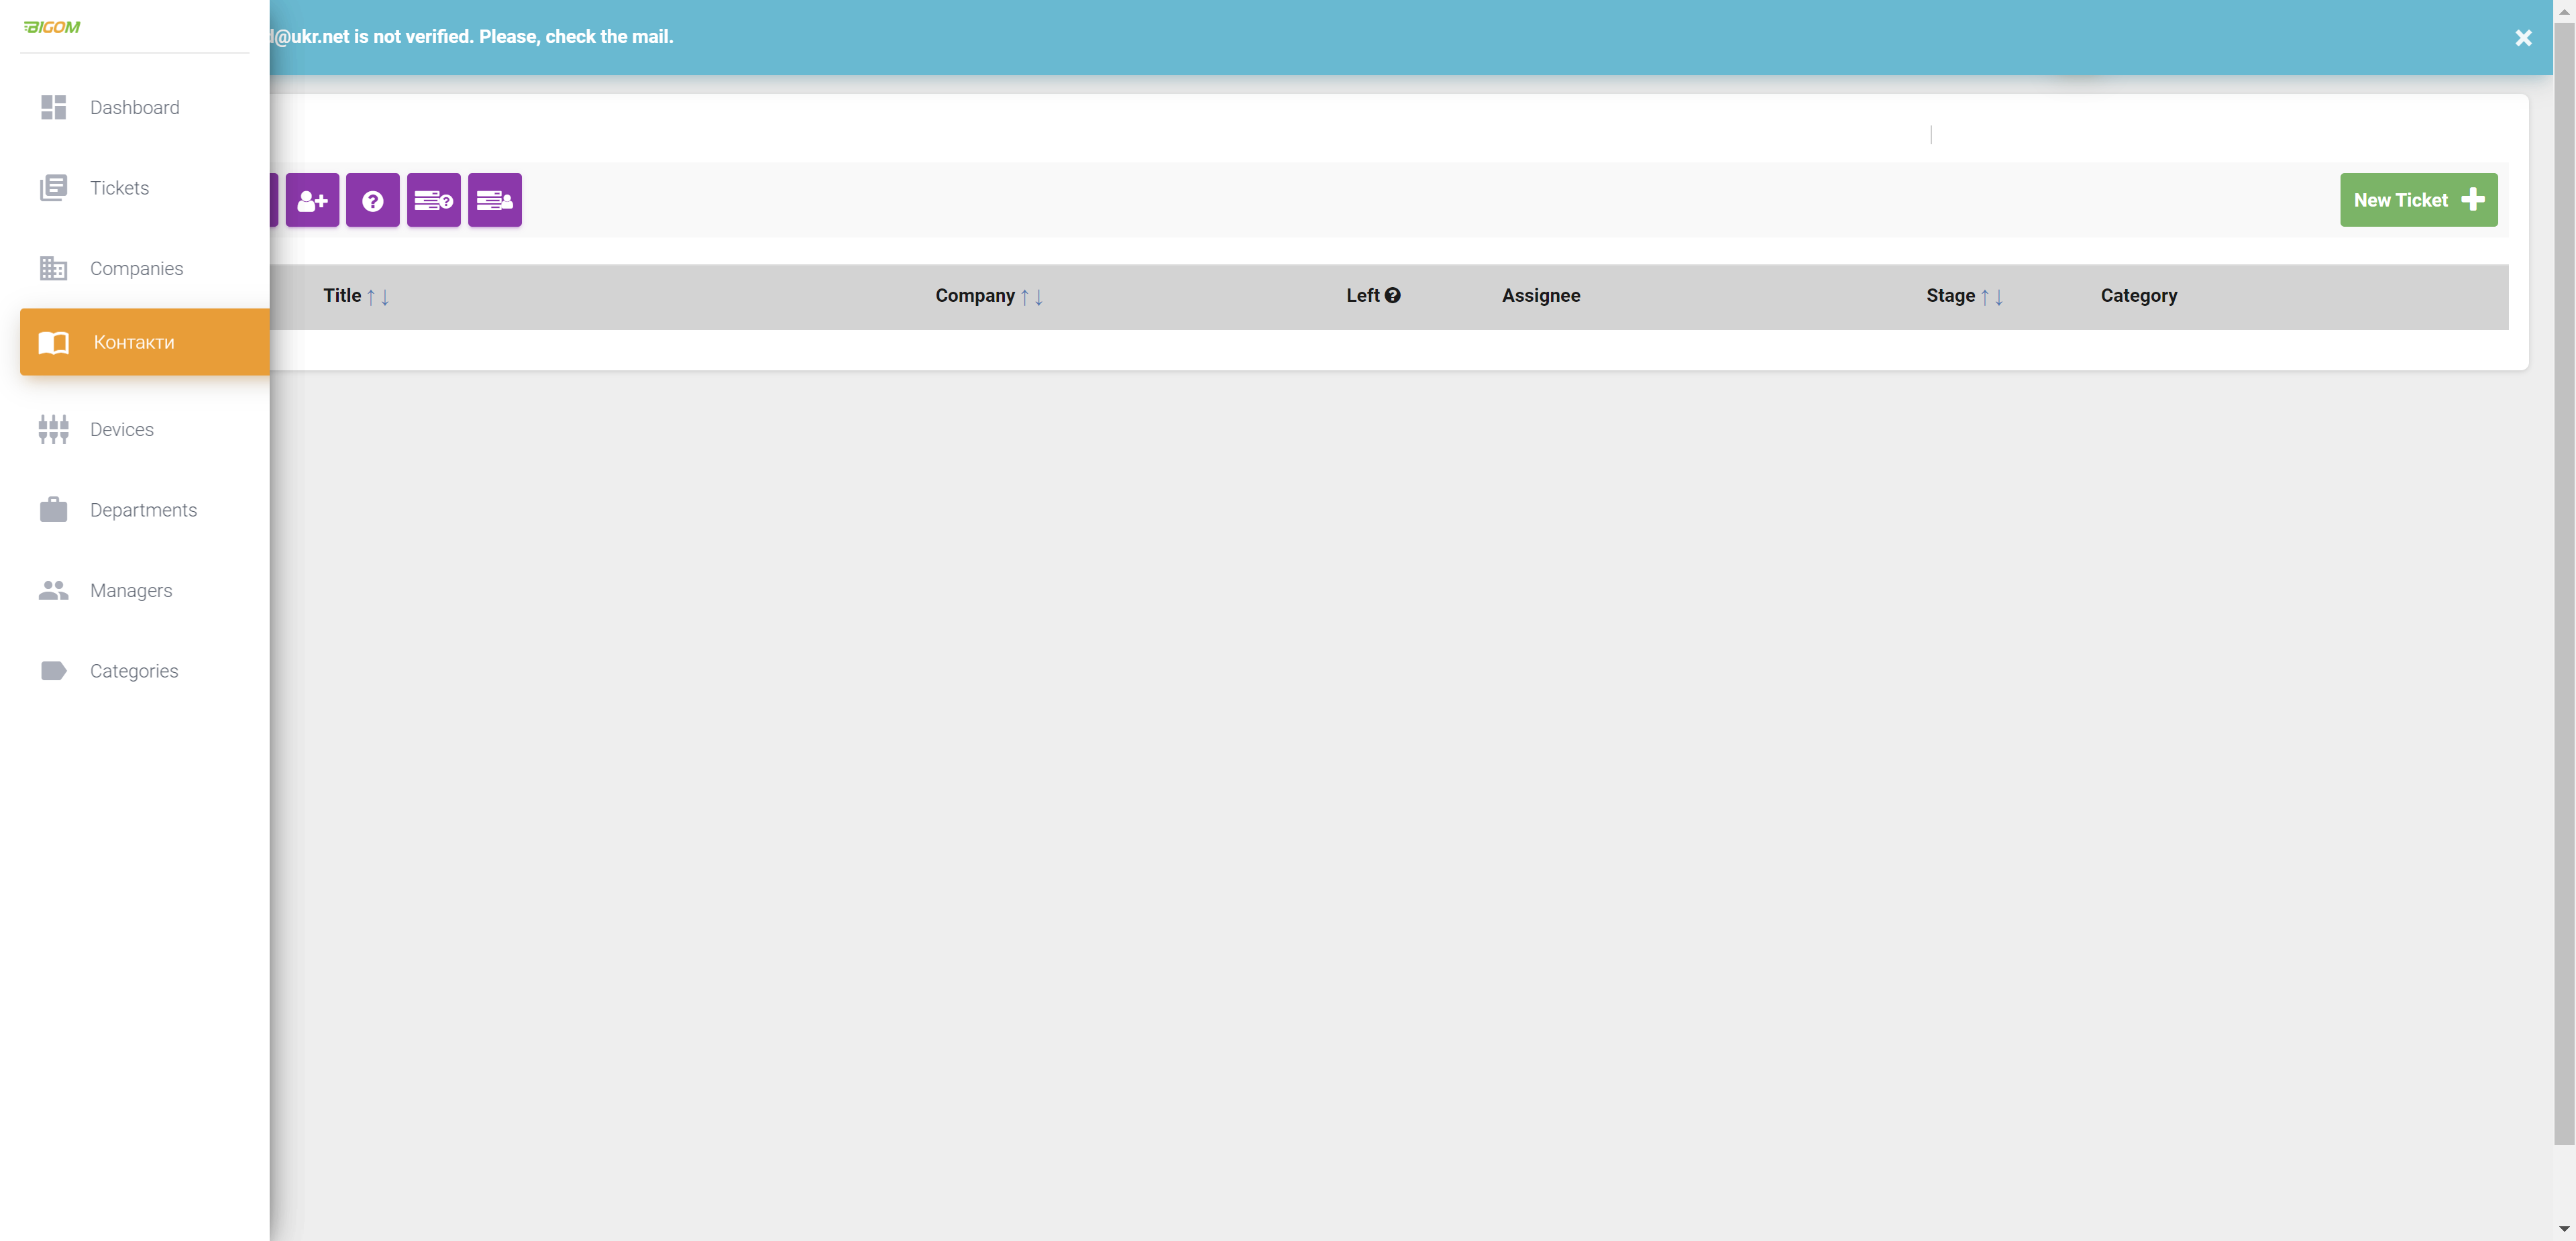 BIGOM
@ukr.net is not verified. Please, check the mail.
Dashboard
Tickets
Companies
Контакти
Devices
Departments
Managers
Categories
New Ticket
Title ↑↓ Company ↑↓ Left Assignee Stage ↑↓ Category